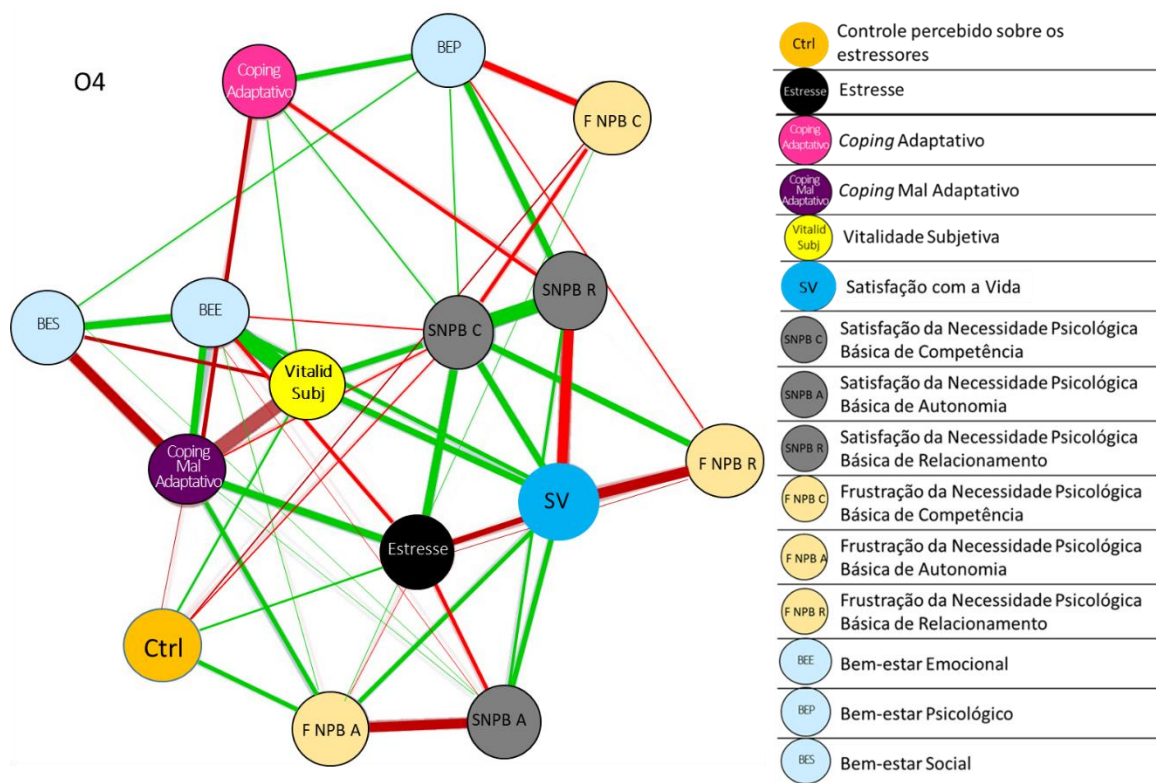 O4
Coping
Adaptativo
BEP
F NPB C
SNPB R
BES
BEE
SNPB C
Vitalid
Subj
Coping
Mal
Adaptativo
F NPB R
SV
Estresse
Ctrl
F NPB A
SNPB A
Ctrl
Controle percebido sobre os
estressores
Estresse
Estresse
Coping
Adaptativo
Coping Adaptativo
Coping
Mal
Adaptativo
Coping Mal Adaptativo
Vitalid
Subj
Vitalidade Subjetiva
SV
Satisfação com a Vida
SNPB C
Satisfação da Necessidade Psicológica
Básica de Competência
SNPB A
Satisfação da Necessidade Psicológica
Básica de Autonomia
SNPB R
Satisfação da Necessidade Psicológica
Básica de Relacionamento
F NPB C
Frustração da Necessidade Psicológica
Básica de Competência
F NPB A
Frustração da Necessidade Psicológica
Básica de Autonomia
F NPB R
Frustração da Necessidade Psicológica
Básica de Relacionamento
BEE
Bem-estar Emocional
BEP
Bem-estar Psicológico
BES
Bem-estar Social